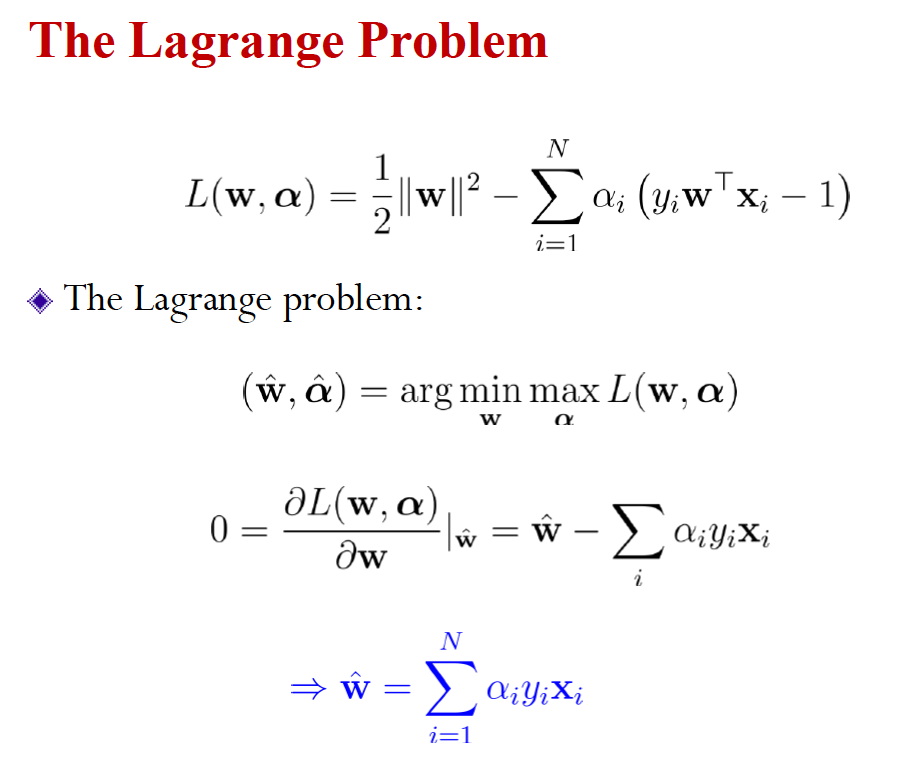 The Lagrange Problem
$L(\mathbf{w}, \boldsymbol{\alpha}) = \frac{1}{2}\|\mathbf{w}\|^2 - \sum_{i=1}^{N} \alpha_i \left(y_i \mathbf{w}^\top \mathbf{x}_i - 1\right)$
The Lagrange problem:
$(\hat{\mathbf{w}}, \hat{\boldsymbol{\alpha}}) = \arg\min_{\mathbf{w}} \max_{\boldsymbol{\alpha}} L(\mathbf{w}, \boldsymbol{\alpha})$
$0 = \frac{\partial L(\mathbf{w}, \boldsymbol{\alpha})}{\partial \mathbf{w}}|_{\hat{\mathbf{w}}} = \hat{\mathbf{w}} - \sum_{i} \alpha_i y_i \mathbf{x}_i$
$\Rightarrow \hat{\mathbf{w}} = \sum_{i=1}^{N} \alpha_i y_i \mathbf{x}_i$